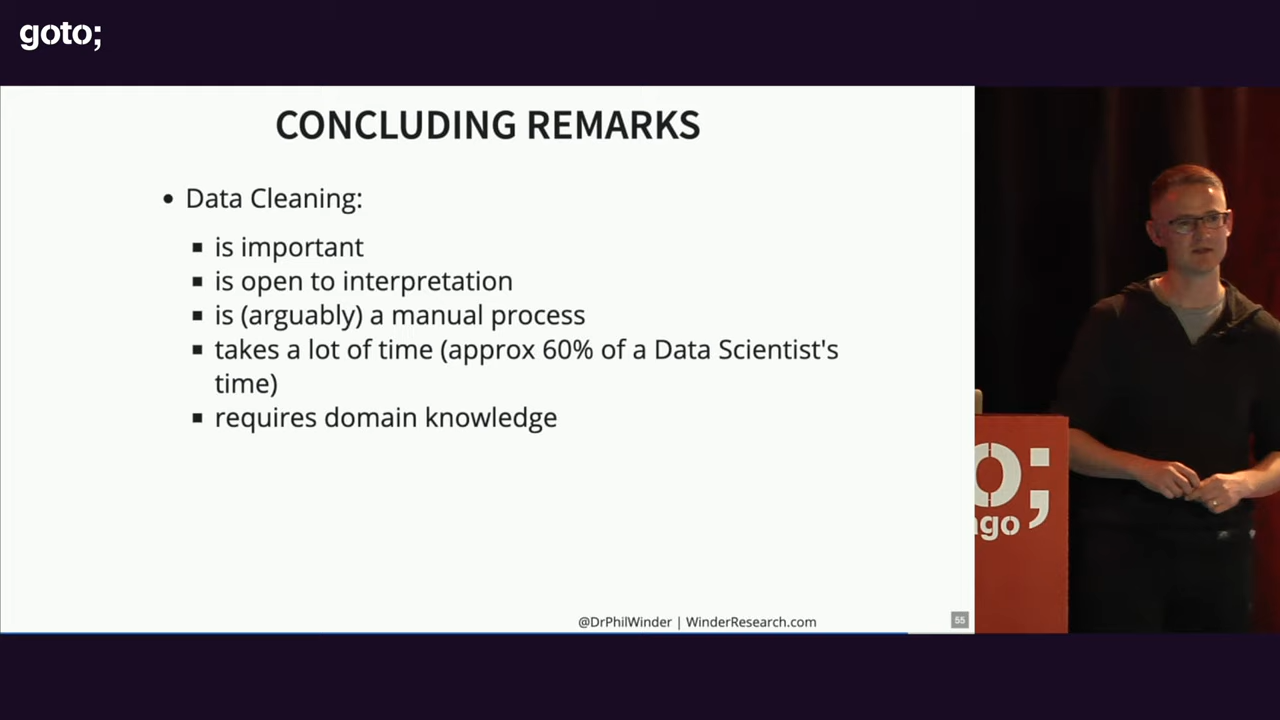 goto;
CONCLUDING REMARKS
• Data Cleaning:
▪ is important
▪ is open to interpretation
▪ is (arguably) a manual process
▪ takes a lot of time (approx 60% of a Data Scientist's
time)
▪ requires domain knowledge
@DrPhilWinder | WinderResearch.com
55
o;
ago